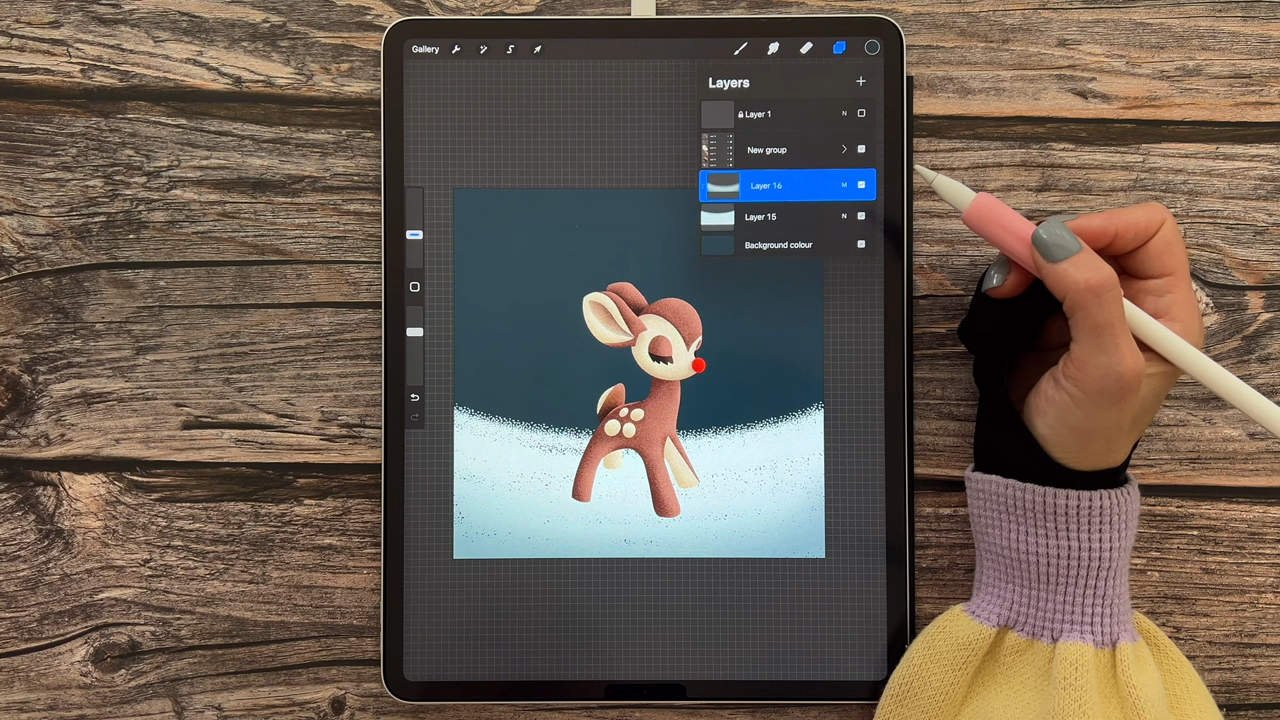 Gallery
Layers
Layer 1 N
New group
Layer 16 M
Layer 15 N
Background colour